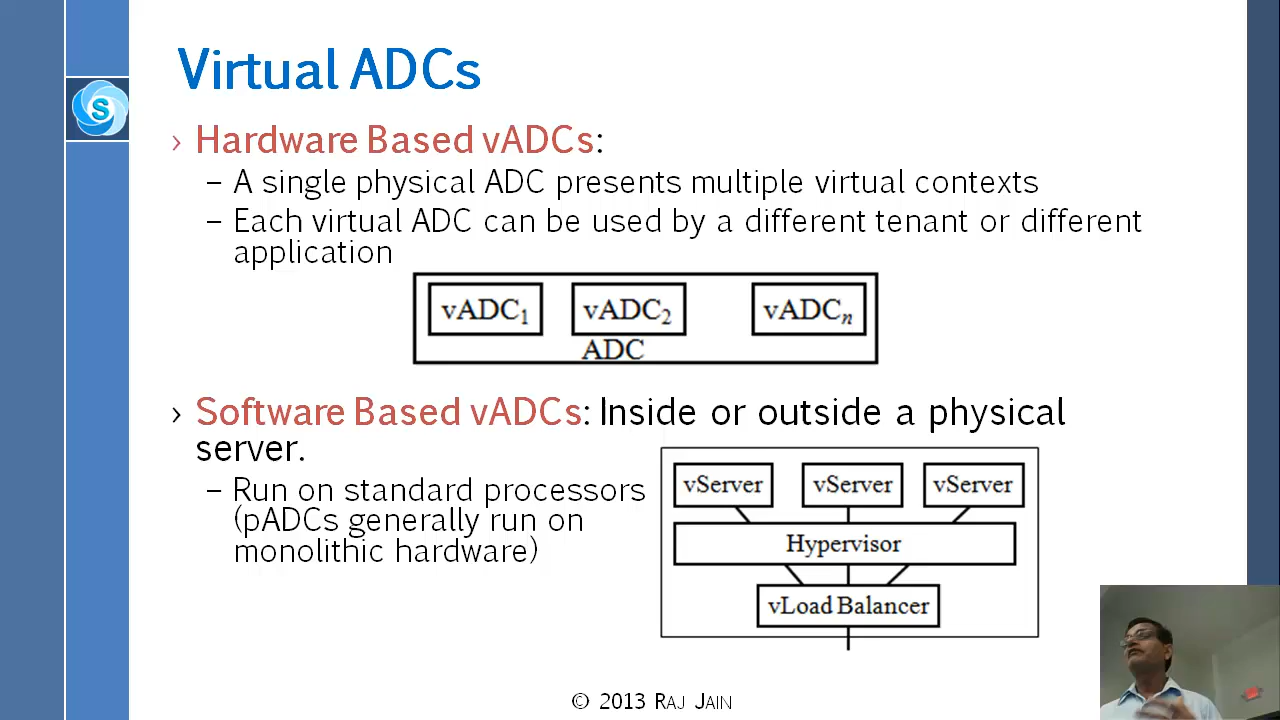 Virtual ADCs
S
› Hardware Based vADCs:
– A single physical ADC presents multiple virtual contexts
– Each virtual ADC can be used by a different tenant or different
application
vADC1 vADC2 vADCn
ADC
› Software Based vADCs: Inside or outside a physical
server.
– Run on standard processors
(pADCs generally run on
monolithic hardware)
vServer vServer vServer
Hypervisor
vLoad Balancer
© 2013 RAJ JAIN